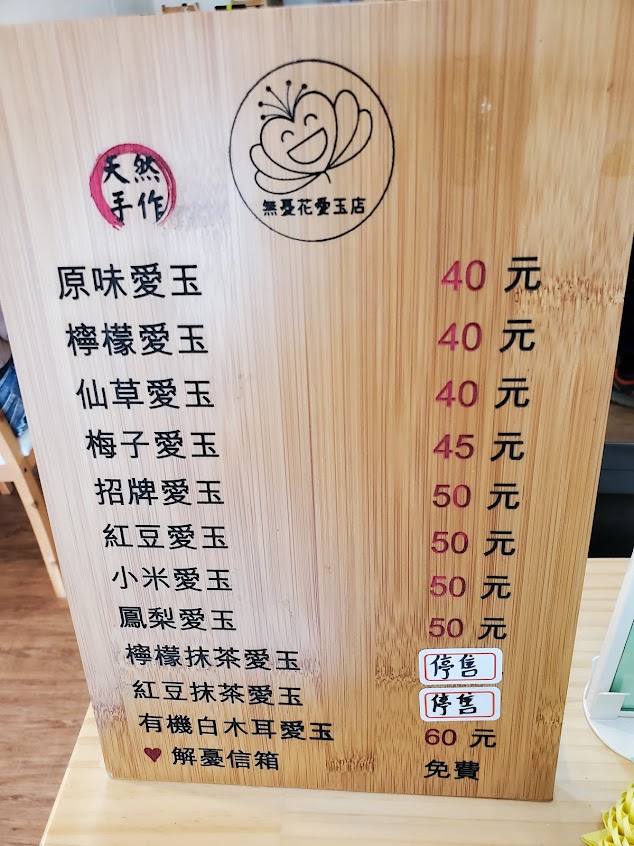 天然
手作
無憂花愛玉店
原味愛玉 40 元
檸檬愛玉 40 元
仙草愛玉 40 元
梅子愛玉 45 元
招牌愛玉 50 元
紅豆愛玉 50 元
小米愛玉 50 元
鳳梨愛玉 50 元
檸檬抹茶愛玉 停售
紅豆抹茶愛玉 停售
有機白木耳愛玉 60 元
♥解憂信箱 免費